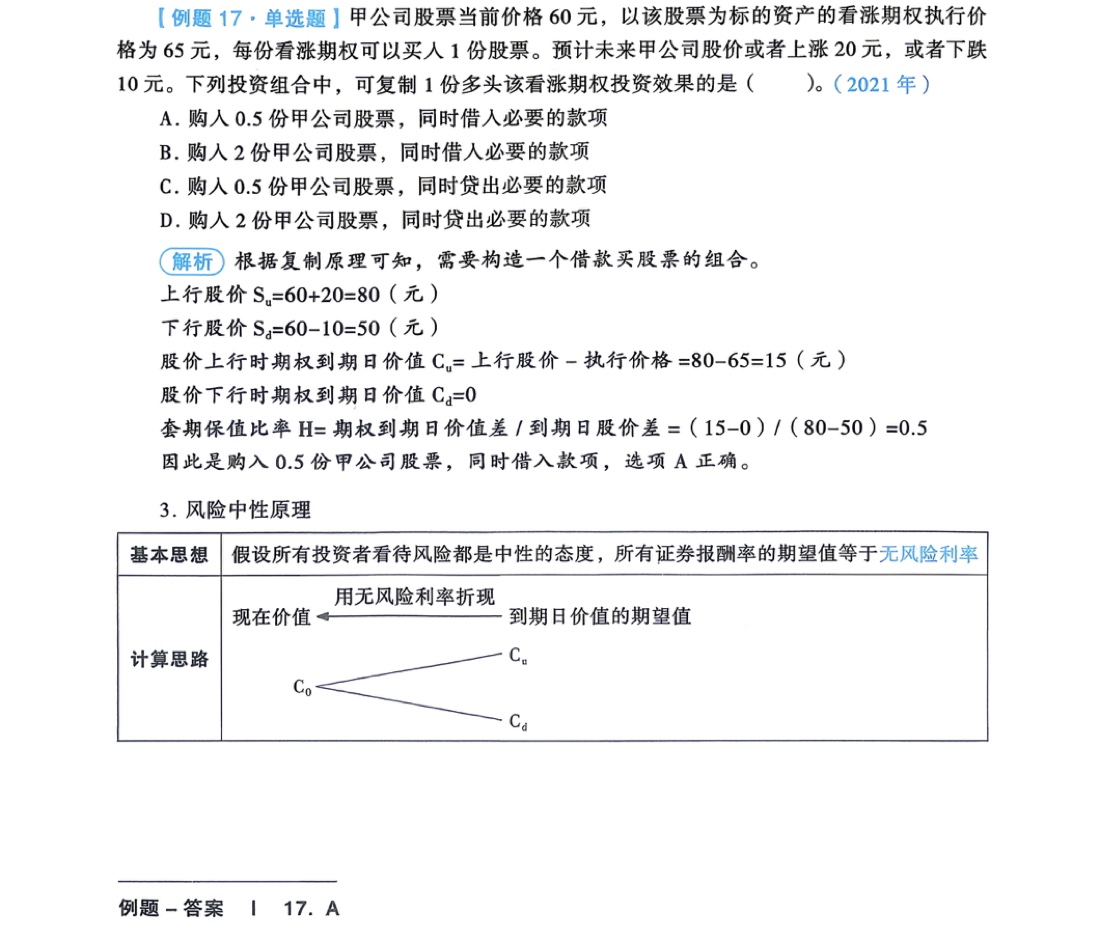 【例题 17·单选题】甲公司股票当前价格 60 元，以该股票为标的资产的看涨期权执行价
格为 65 元，每份看涨期权可以买入 1 份股票。预计未来甲公司股价或者上涨 20 元，或者下跌
10 元。下列投资组合中，可复制 1 份多头该看涨期权投资效果的是（　　）。（2021 年）
A. 购入 0.5 份甲公司股票，同时借入必要的款项
B. 购入 2 份甲公司股票，同时借入必要的款项
C. 购入 0.5 份甲公司股票，同时贷出必要的款项
D. 购入 2 份甲公司股票，同时贷出必要的款项
解析 根据复制原理可知，需要构造一个借款买股票的组合。
上行股价 Su=60+20=80（元）
下行股价 Sd=60-10=50（元）
股价上行时期权到期日价值 Cu= 上行股价 - 执行价格 =80-65=15（元）
股价下行时期权到期日价值 Cd=0
套期保值比率 H= 期权到期日价值差 / 到期日股价差 =（15-0）/（80-50）=0.5
因此是购入 0.5 份甲公司股票，同时借入款项，选项 A 正确。
3. 风险中性原理
基本思想 假设所有投资者看待风险都是中性的态度，所有证券报酬率的期望值等于无风险利率
用无风险利率折现
现在价值 到期日价值的期望值
计算思路
Cu
C0
Cd
例题 – 答案 | 17. A